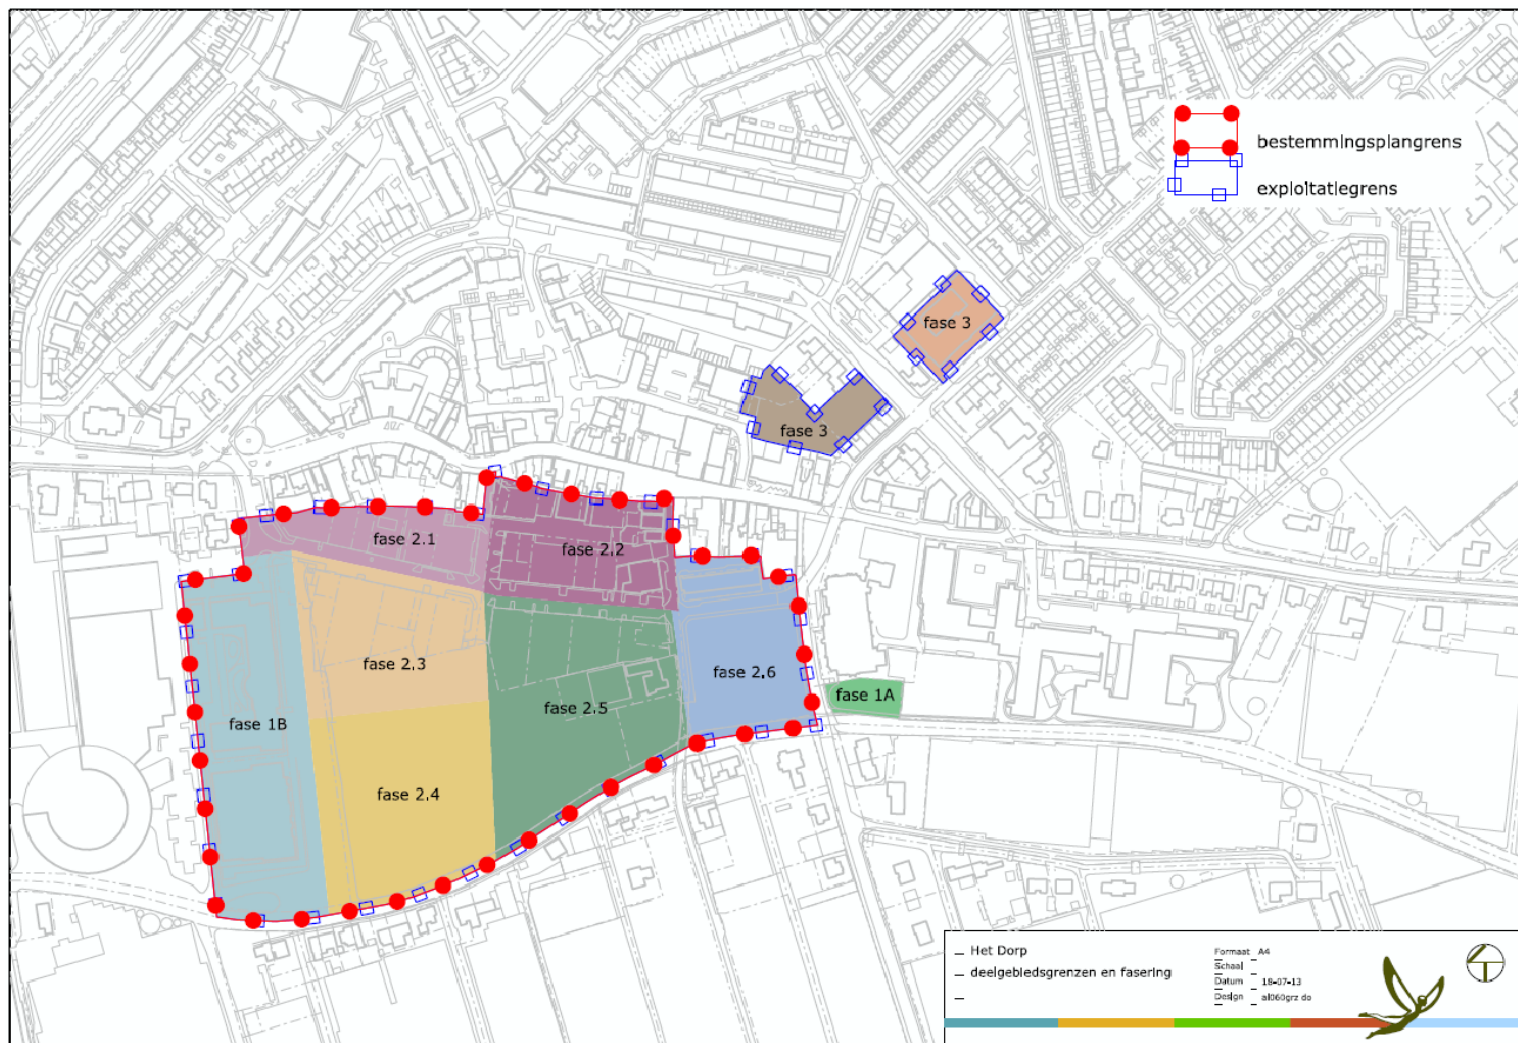 bestemmingsplangrens
exploitatiegrens
fase 3
fase 3
fase 2.1
fase 2.2
fase 2.3
fase 2.6
fase 1A
fase 2.5
fase 1B
fase 2.4
Het Dorp
deelgebiedsgrenzen en fasering
Formaat A4
Schaal
Datum 18-07-13
Design